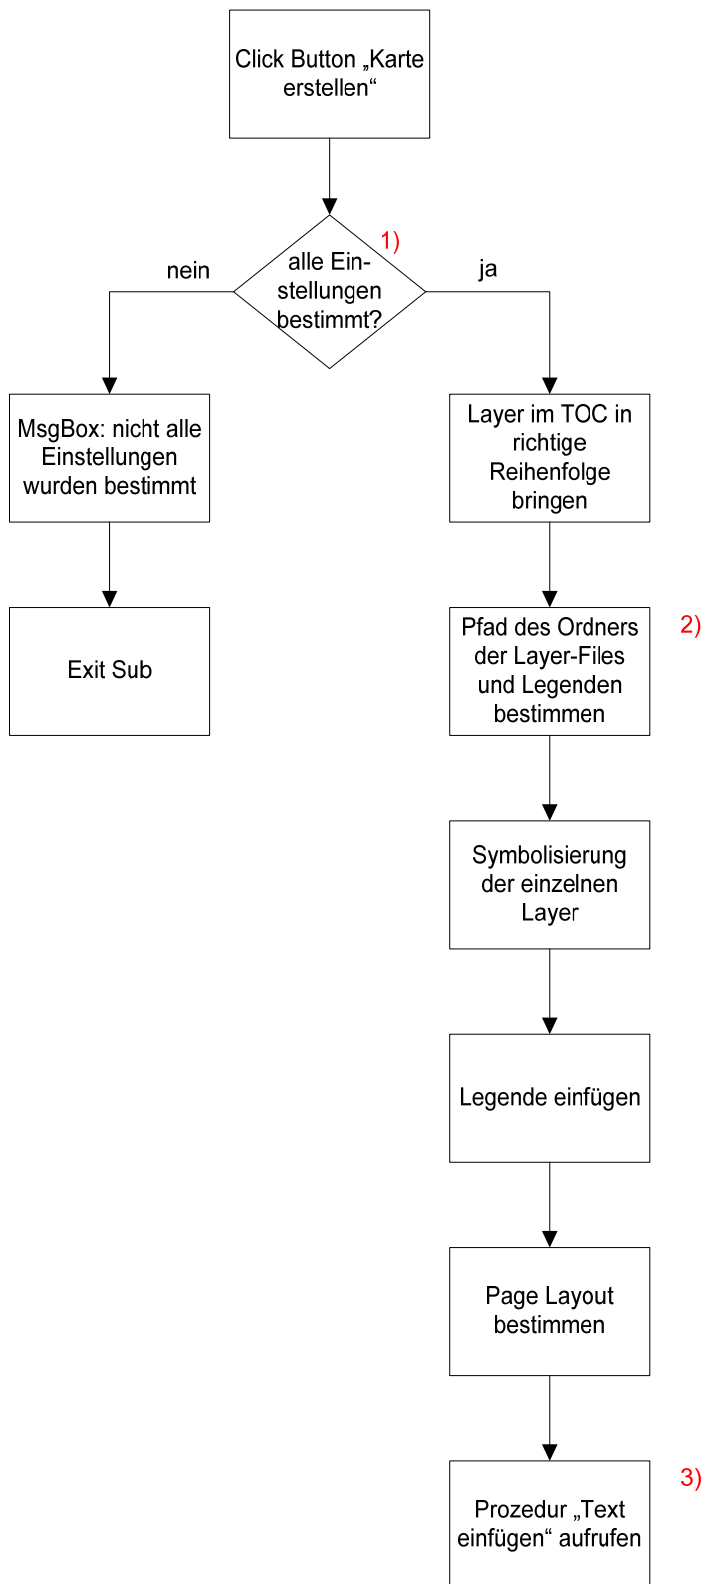 Click Button „Karte
erstellen“
1)
alle Ein-
stellungen
bestimmt?
nein
ja
MsgBox: nicht alle
Einstellungen
wurden bestimmt
Layer im TOC in
richtige
Reihenfolge
bringen
Exit Sub
Pfad des Ordners
der Layer-Files
und Legenden
bestimmen
2)
Symbolisierung
der einzelnen
Layer
Legende einfügen
Page Layout
bestimmen
3)
Prozedur „Text
einfügen“ aufrufen